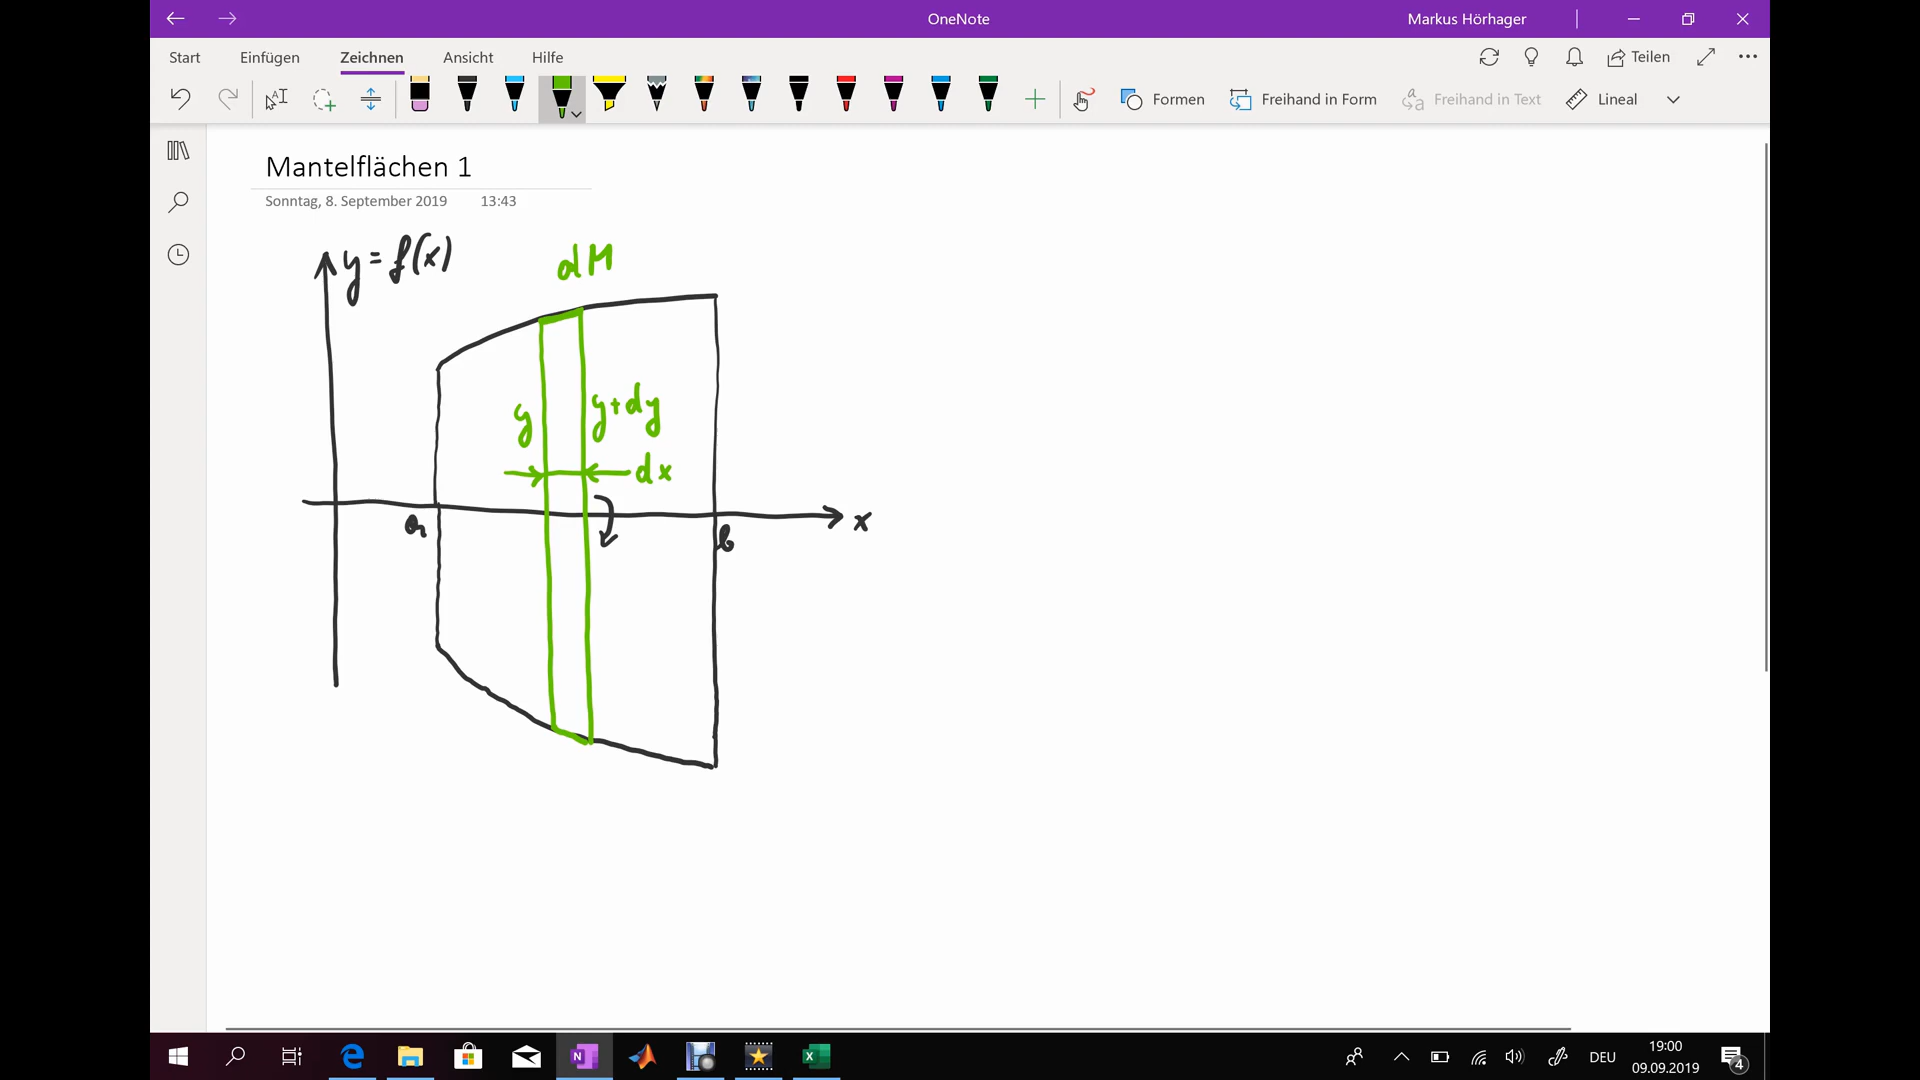 OneNote
Markus Hörhager
Start Einfügen Zeichnen Ansicht Hilfe
Teilen
Formen Freihand in Form Freihand in Text Lineal
Mantelflächen 1
Sonntag, 8. September 2019 13:43
y = f(x)
dM
y y+dy
dx
a b x
DEU
19:00
09.09.2019
4